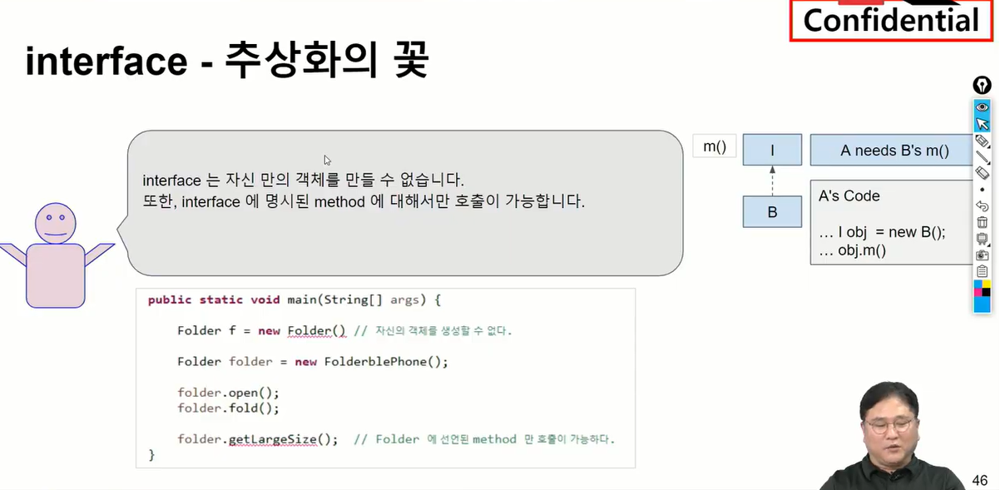 Confidential
interface - 추상화의 꽃
interface 는 자신 만의 객체를 만들 수 없습니다.
또한, interface 에 명시된 method 에 대해서만 호출이 가능합니다.
m()
I
A needs B's m()
B
A's Code
... I obj = new B();
... obj.m()
public static void main(String[] args) {
Folder f = new Folder() // 자신의 객체를 생성할 수 없다.
Folder folder = new FolderblePhone();
folder.open();
folder.fold();
folder.getLargeSize(); // Folder 에 선언된 method 만 호출이 가능하다.
}
46